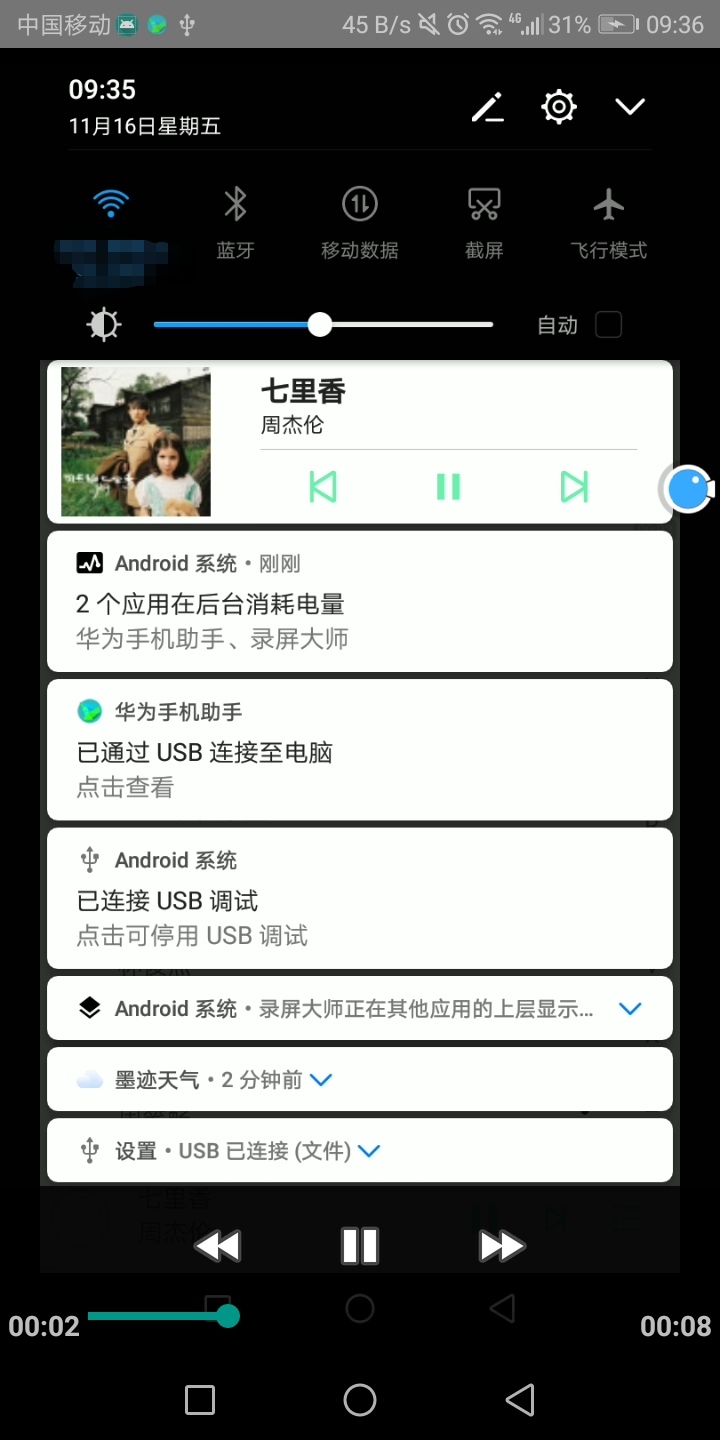 中国移动 45 B/s 4G 31% 09:36
09:35
11月16日星期五
蓝牙 移动数据 截屏 飞行模式
自动
七里香
周杰伦
Android 系统 • 刚刚
2 个应用在后台消耗电量
华为手机助手、录屏大师
华为手机助手
已通过 USB 连接至电脑
点击查看
Android 系统
已连接 USB 调试
点击可停用 USB 调试
Android 系统 • 录屏大师正在其他应用的上层显示...
墨迹天气 • 2 分钟前
设置 • USB 已连接 (文件)
七里香
周杰伦
00:02 00:08